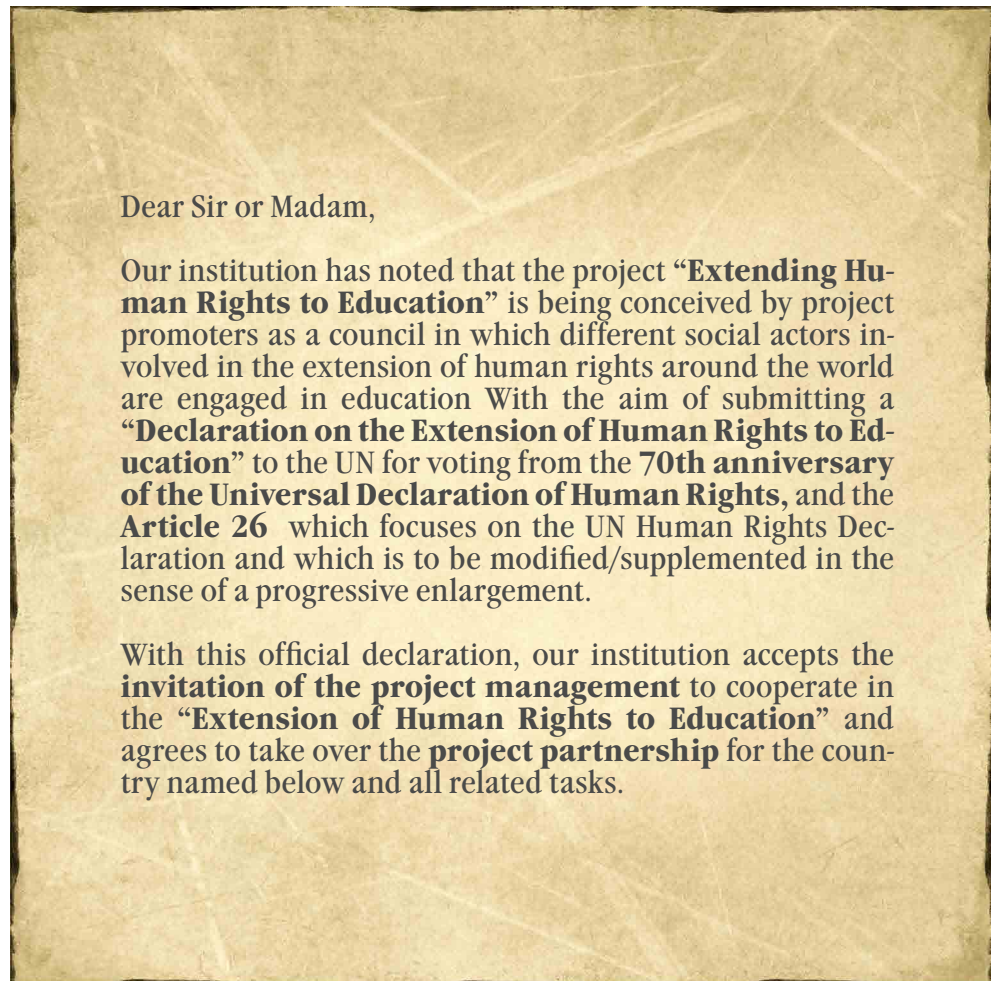 Dear Sir or Madam,
Our institution has noted that the project “Extending Hu-
man Rights to Education” is being conceived by project
promoters as a council in which different social actors in-
volved in the extension of human rights around the world
are engaged in education With the aim of submitting a
“Declaration on the Extension of Human Rights to Ed-
ucation” to the UN for voting from the 70th anniversary
of the Universal Declaration of Human Rights, and the
Article 26 which focuses on the UN Human Rights Dec-
laration and which is to be modified/supplemented in the
sense of a progressive enlargement.
With this official declaration, our institution accepts the
invitation of the project management to cooperate in
the “Extension of Human Rights to Education” and
agrees to take over the project partnership for the coun-
try named below and all related tasks.